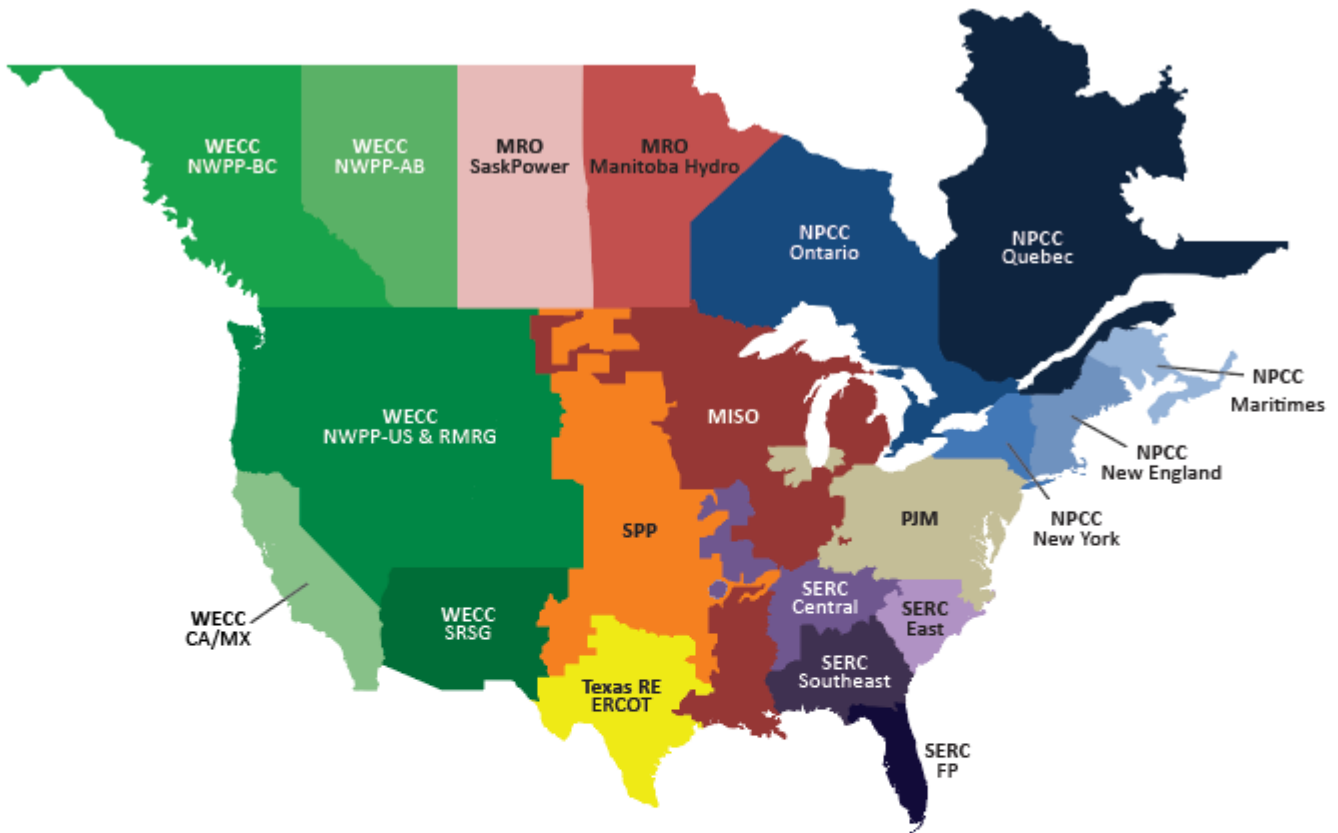 WECC
NWPP-BC
WECC
NWPP-AB
MRO
SaskPower
MRO
Manitoba Hydro
NPCC
Ontario
NPCC
Quebec
NPCC
Maritimes
WECC
NWPP-US & RMRG
MISO
NPCC
New England
SPP
PJM
NPCC
New York
WECC
CA/MX
WECC
SRSG
SERC
Central
SERC
East
SERC
Southeast
Texas RE
ERCOT
SERC
FP